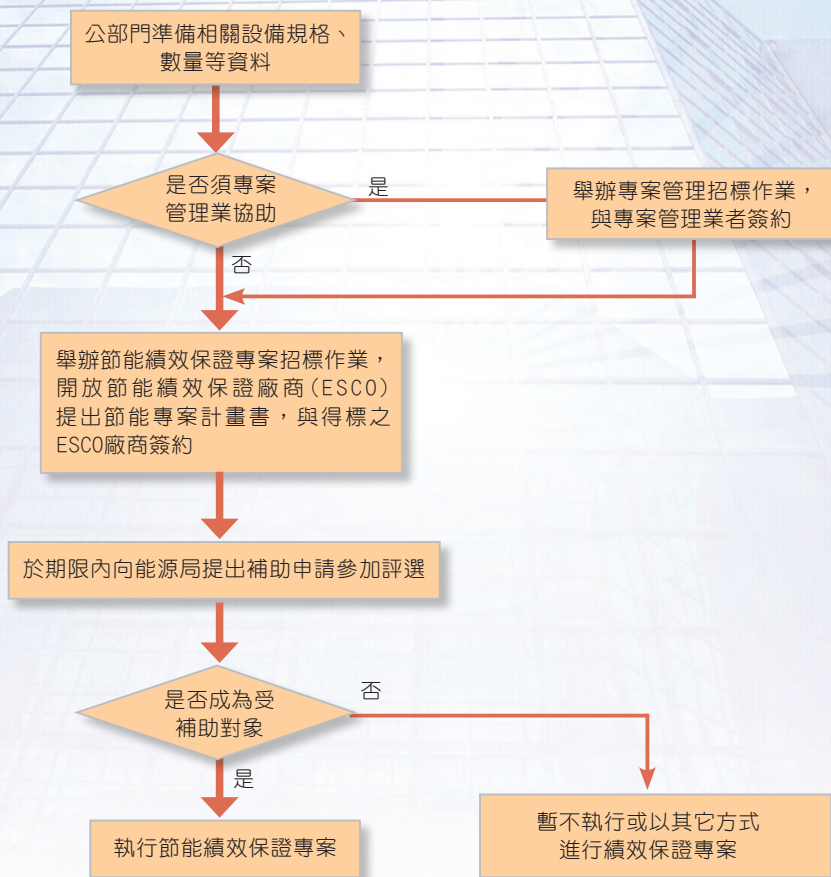 公部門準備相關設備規格、
數量等資料
是否須專案
管理業協助
是
舉辦專案管理招標作業，
與專案管理業者簽約
否
舉辦節能績效保證專案招標作業，
開放節能績效保證廠商(ESCO)
提出節能專案計畫書，與得標之
ESCO廠商簽約
於期限內向能源局提出補助申請參加評選
是否成為受
補助對象
否
是
執行節能績效保證專案
暫不執行或以其它方式
進行績效保證專案